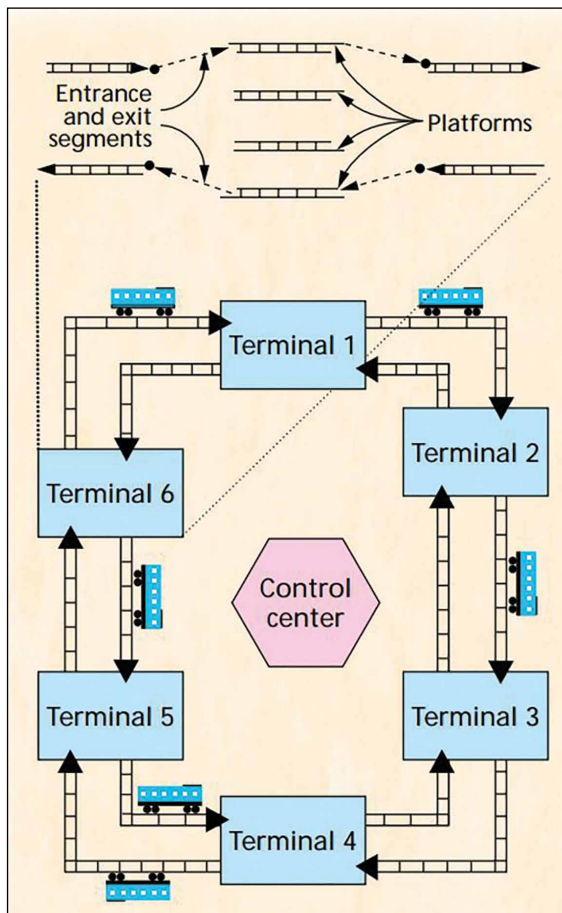 Entrance
and exit
segments
Platforms
Terminal 1
Terminal 2
Terminal 6
Control
center
Terminal 5
Terminal 3
Terminal 4